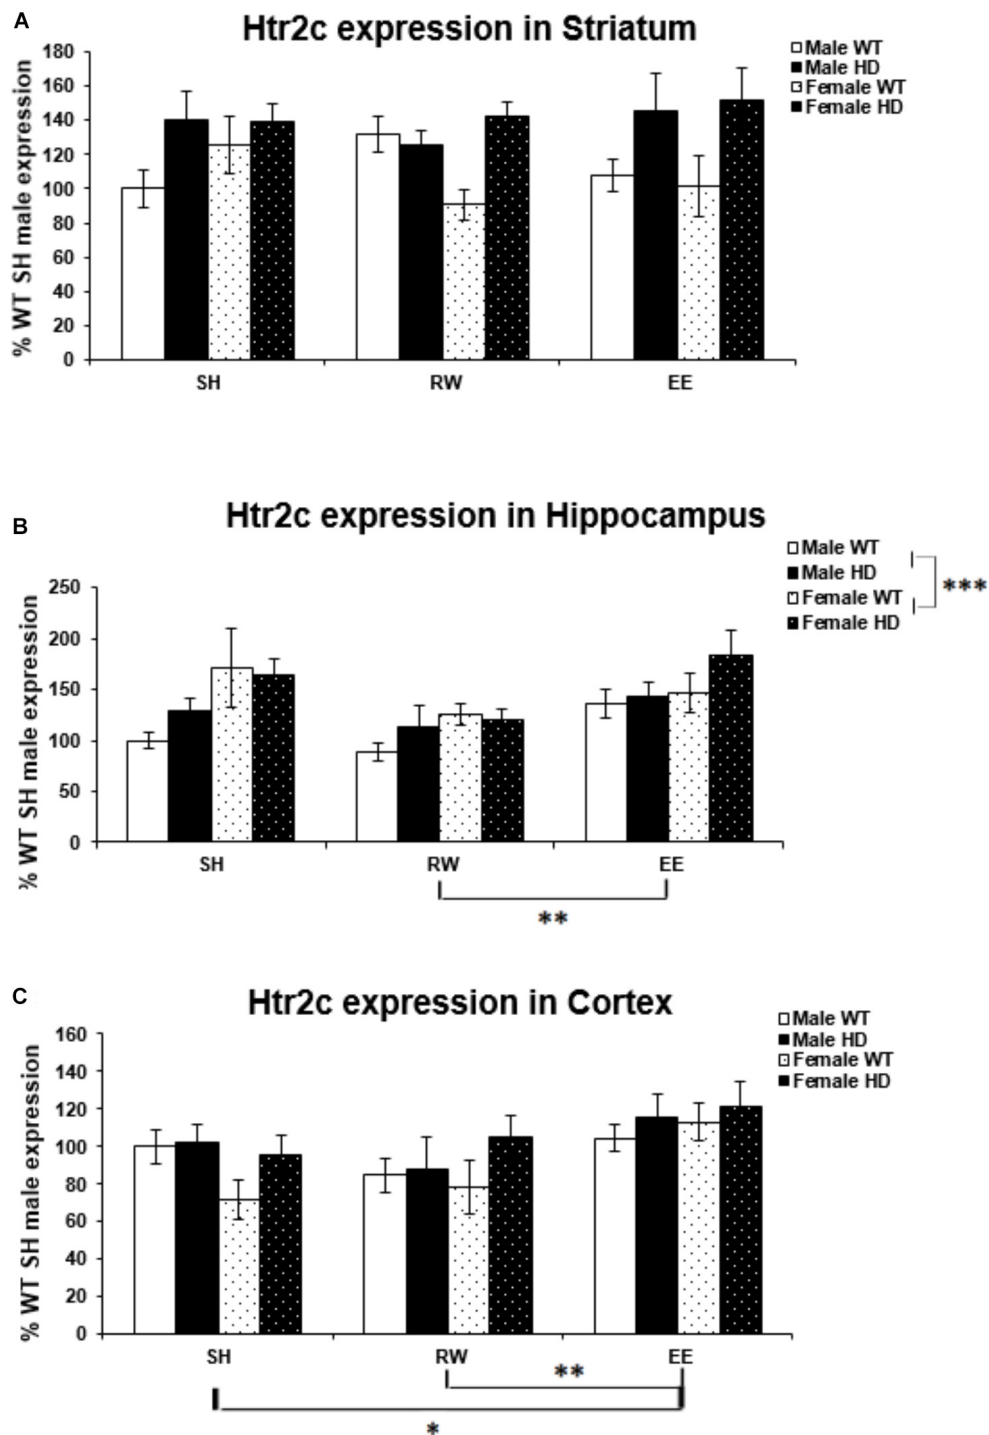 A
Htr2c expression in Striatum
% WT SH male expression
180
160
140
120
100
80
60
40
20
0
SH RW EE
Male WT
Male HD
Female WT
Female HD
B
Htr2c expression in Hippocampus
% WT SH male expression
250
200
150
100
50
0
SH RW EE
**
Male WT
Male HD
Female WT
Female HD
***
C
Htr2c expression in Cortex
% WT SH male expression
160
140
120
100
80
60
40
20
0
SH RW EE
**
*
Male WT
Male HD
Female WT
Female HD